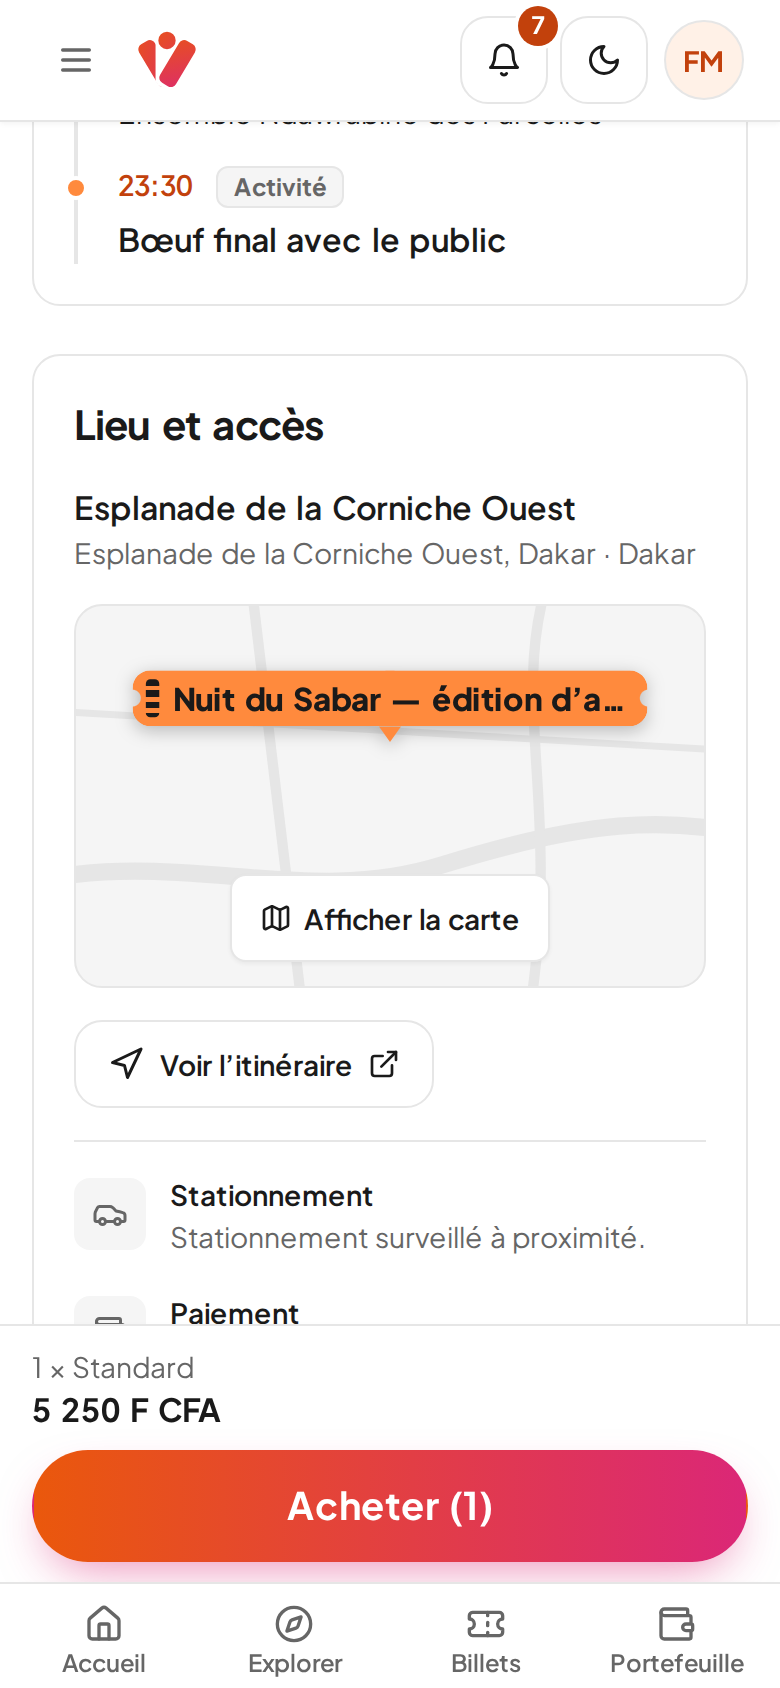 7
FM
23:30 Activité
Bœuf final avec le public
Lieu et accès
Esplanade de la Corniche Ouest
Esplanade de la Corniche Ouest, Dakar · Dakar
Nuit du Sabar — édition d’a…
Afficher la carte
Voir l’itinéraire
Stationnement
Stationnement surveillé à proximité.
Paiement
1 × Standard
5 250 F CFA
Acheter (1)
Accueil Explorer Billets Portefeuille